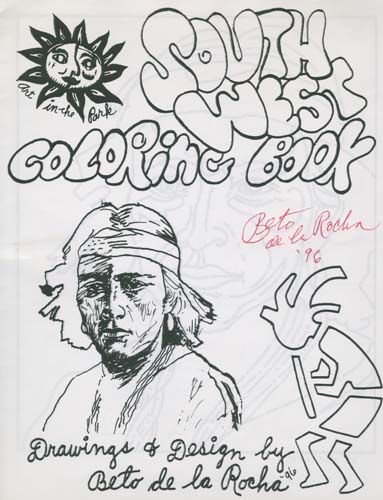 SOUTH
WEST
COLORING BOOK
Art
in-the
Park
Beto
de la Rocha
'96
Drawings & Design by
Beto de la Rocha '96